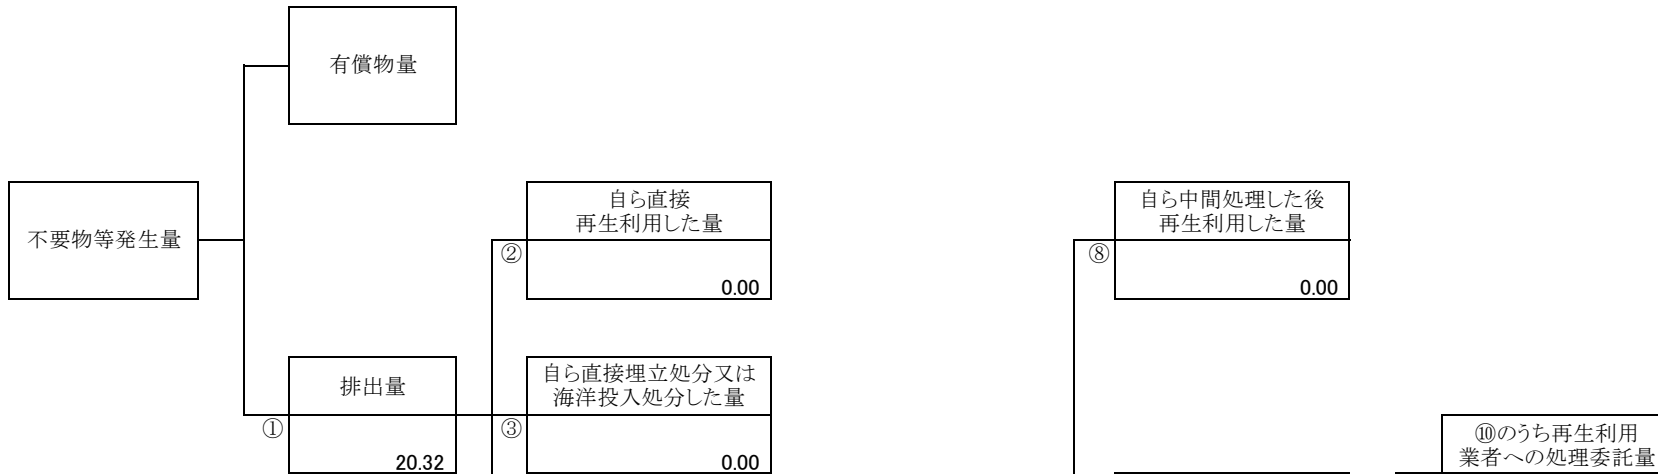 有償物量
不要物等発生量
自ら直接
再生利用した量
②
0.00
自ら中間処理した後
再生利用した量
⑧
0.00
排出量
①
20.32
自ら直接埋立処分又は
海洋投入処分した量
③
0.00
⑩のうち再生利用
業者への処理委託量